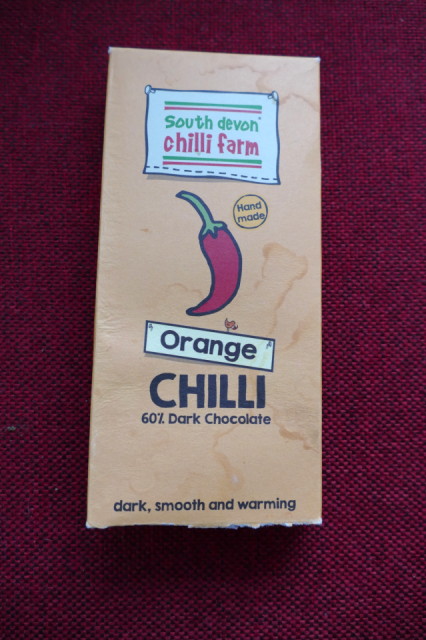 south devon
chilli farm
Hand
made
Orange
CHILLI
60% Dark Chocolate
dark, smooth and warming